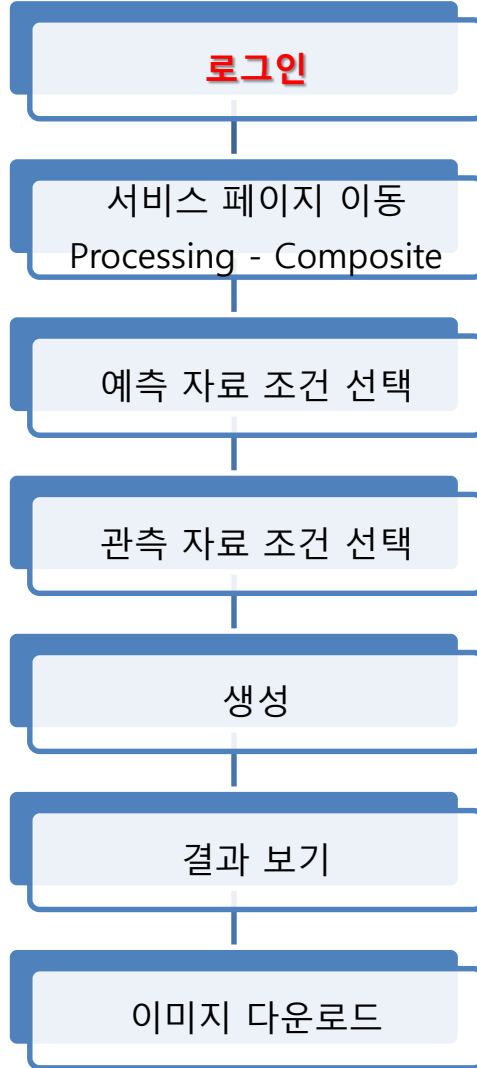 로그인
서비스 페이지 이동
Processing - Composite
예측 자료 조건 선택
관측 자료 조건 선택
생성
결과 보기
이미지 다운로드